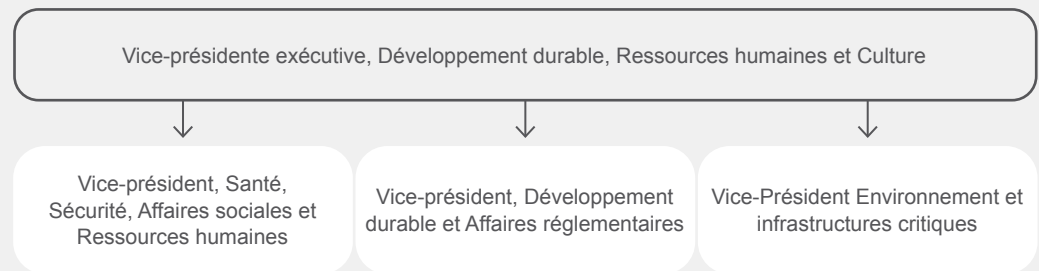 Vice-présidente exécutive, Développement durable, Ressources humaines et Culture
Vice-président, Santé,
Sécurité, Affaires sociales et
Ressources humaines
Vice-président, Développement
durable et Affaires réglementaires
Vice-Président Environnement et
infrastructures critiques